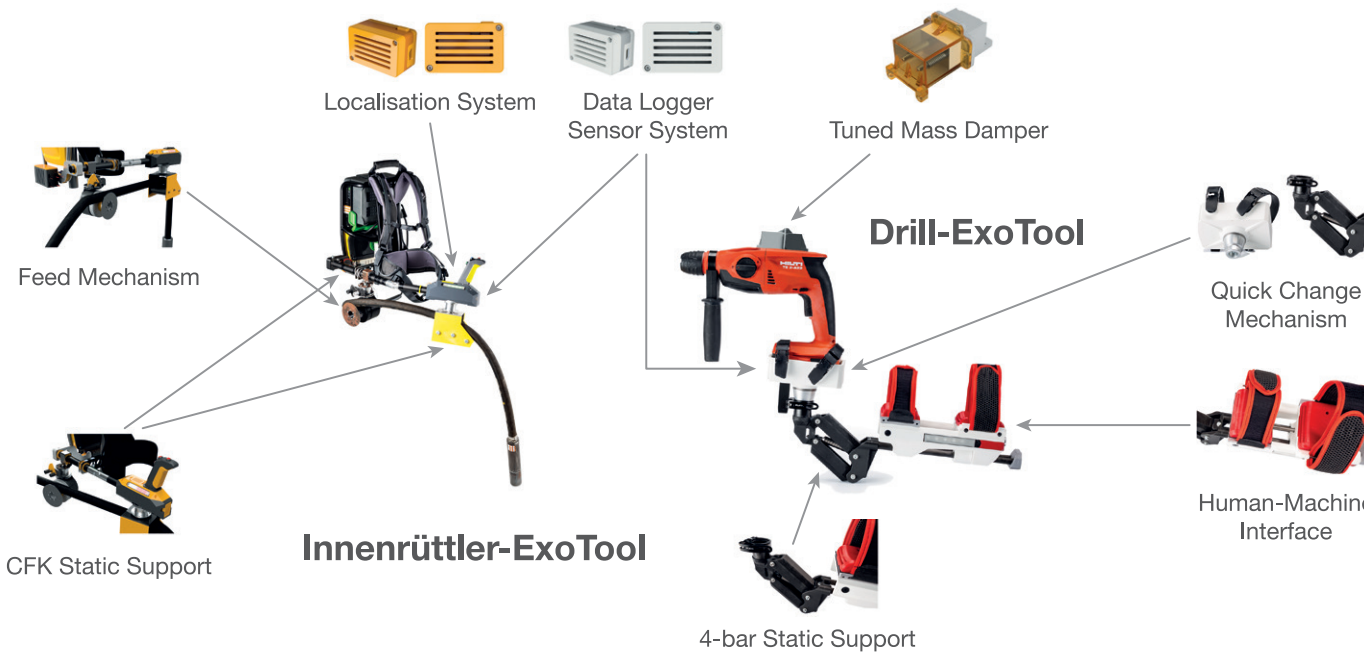 Localisation System
Data Logger
Sensor System
Tuned Mass Damper
Feed Mechanism
Drill-ExoTool
HILTI
Quick Change
Mechanism
Human-Machine
Interface
CFK Static Support
Innenrüttler-ExoTool
4-bar Static Support